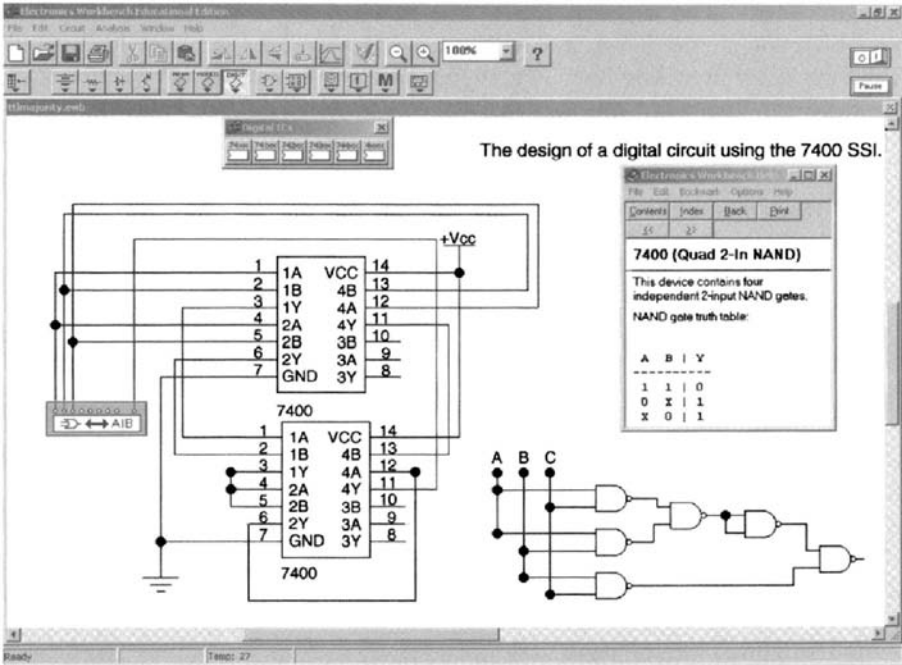 Electronics Workbench Educational Edition
File Edit Circuit Analysis Window Help
100%
?
M
Pause
ttlmajority.ewb
Digital ICs
The design of a digital circuit using the 7400 SSI.
Electronics Workbench Help
File Edit Bookmark Options Help
Contents Index Back Print
<< >>
7400 (Quad 2-In NAND)
This device contains four
independent 2-input NAND gates.
NAND gate truth table:
A B | Y
1 1 | 0
0 X | 1
X 0 | 1
+Vcc
1 1A VCC 14
2 1B 4B 13
3 1Y 4A 12
4 2A 4Y 11
5 2B 3B 10
6 2Y 3A 9
7 GND 3Y 8
7400
AIB
1 1A VCC 14
2 1B 4B 13
3 1Y 4A 12
4 2A 4Y 11
5 2B 3B 10
6 2Y 3A 9
7 GND 3Y 8
7400
A B C
Ready Temp: 27